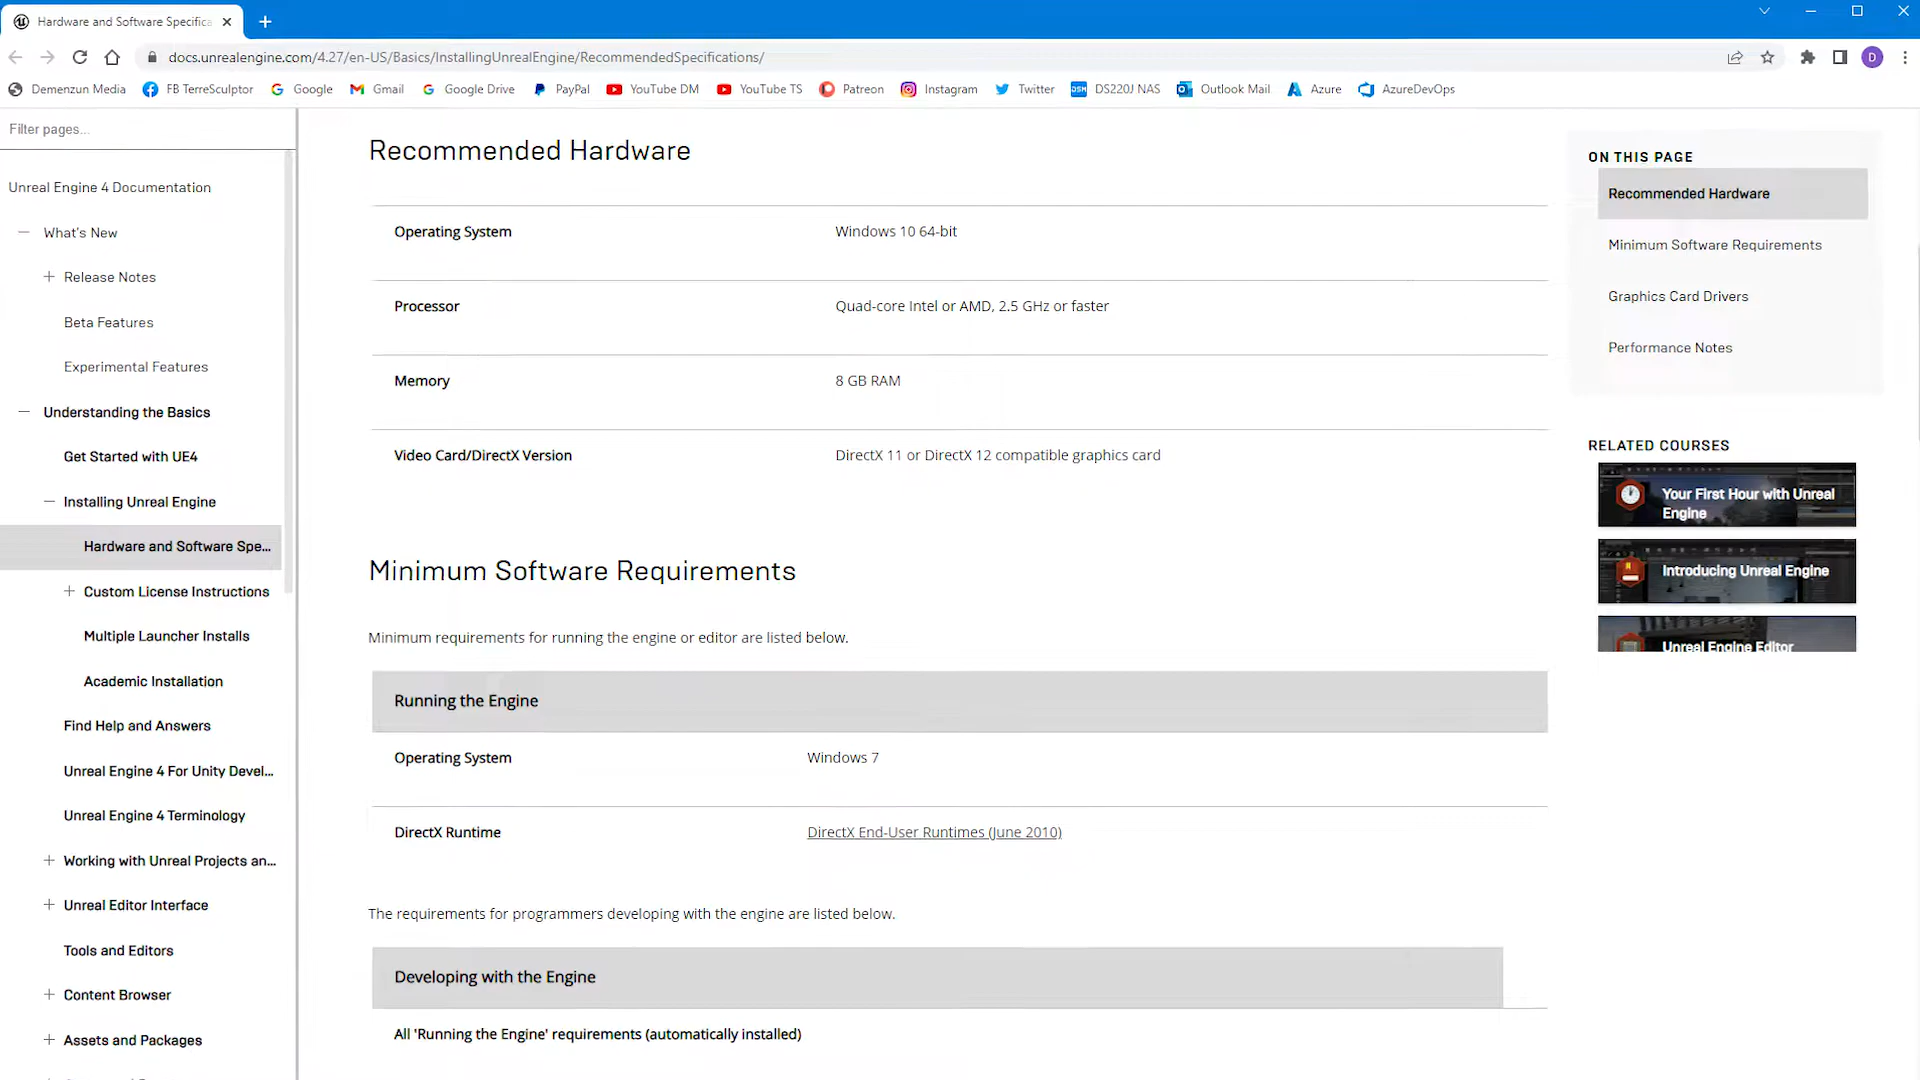 Hardware and Software Specifica
docs.unrealengine.com/4.27/en-US/Basics/InstallingUnrealEngine/RecommendedSpecifications/
D
Demenzun Media
FB TerreSculptor
Google
Gmail
Google Drive
PayPal
YouTube DM
YouTube TS
Patreon
Instagram
Twitter
DSM
DS220J NAS
Outlook Mail
Azure
AzureDevOps
Filter pages...
Unreal Engine 4 Documentation
What's New
Release Notes
Beta Features
Experimental Features
Understanding the Basics
Get Started with UE4
Installing Unreal Engine
Hardware and Software Spe...
Custom License Instructions
Multiple Launcher Installs
Academic Installation
Find Help and Answers
Unreal Engine 4 For Unity Devel...
Unreal Engine 4 Terminology
Working with Unreal Projects an...
Unreal Editor Interface
Tools and Editors
Content Browser
Assets and Packages
Recommended Hardware
Operating System
Windows 10 64-bit
Processor
Quad-core Intel or AMD, 2.5 GHz or faster
Memory
8 GB RAM
Video Card/DirectX Version
DirectX 11 or DirectX 12 compatible graphics card
Minimum Software Requirements
Minimum requirements for running the engine or editor are listed below.
Running the Engine
Operating System
Windows 7
DirectX Runtime
DirectX End-User Runtimes (June 2010)
The requirements for programmers developing with the engine are listed below.
Developing with the Engine
All 'Running the Engine' requirements (automatically installed)
ON THIS PAGE
Recommended Hardware
Minimum Software Requirements
Graphics Card Drivers
Performance Notes
RELATED COURSES
Your First Hour with Unreal
Engine
Introducing Unreal Engine
Unreal Engine Editor